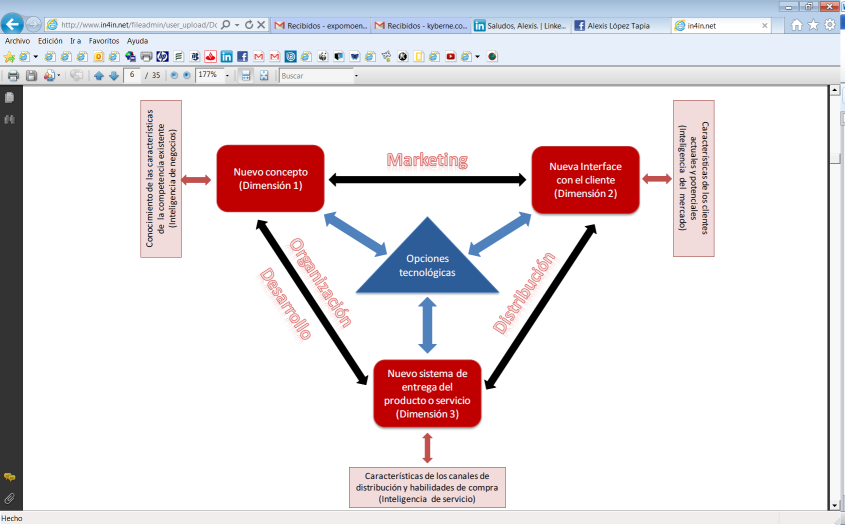 http://www.in4in.net/fileadmin/user_upload/Dc
Recibidos - expomoen...
Recibidos - kyberne.co...
Saludos, Alexis. | Linke...
Alexis López Tapia
in4in.net
Archivo Edición Ir a Favoritos Ayuda
6 / 35 177% Buscar
Conocimiento de las características
de la competencia existente
(Inteligencia de negocios)
Nuevo concepto
(Dimensión 1)
Marketing
Nueva Interface
con el cliente
(Dimensión 2)
Características de los clientes
actuales y potenciales
(Inteligencia del mercado)
Opciones
tecnológicas
Organización
Desarrollo
Distribución
Nuevo sistema de
entrega del
producto o servicio
(Dimensión 3)
Características de los canales de
distribución y habilidades de compra
(Inteligencia de servicio)
Hecho